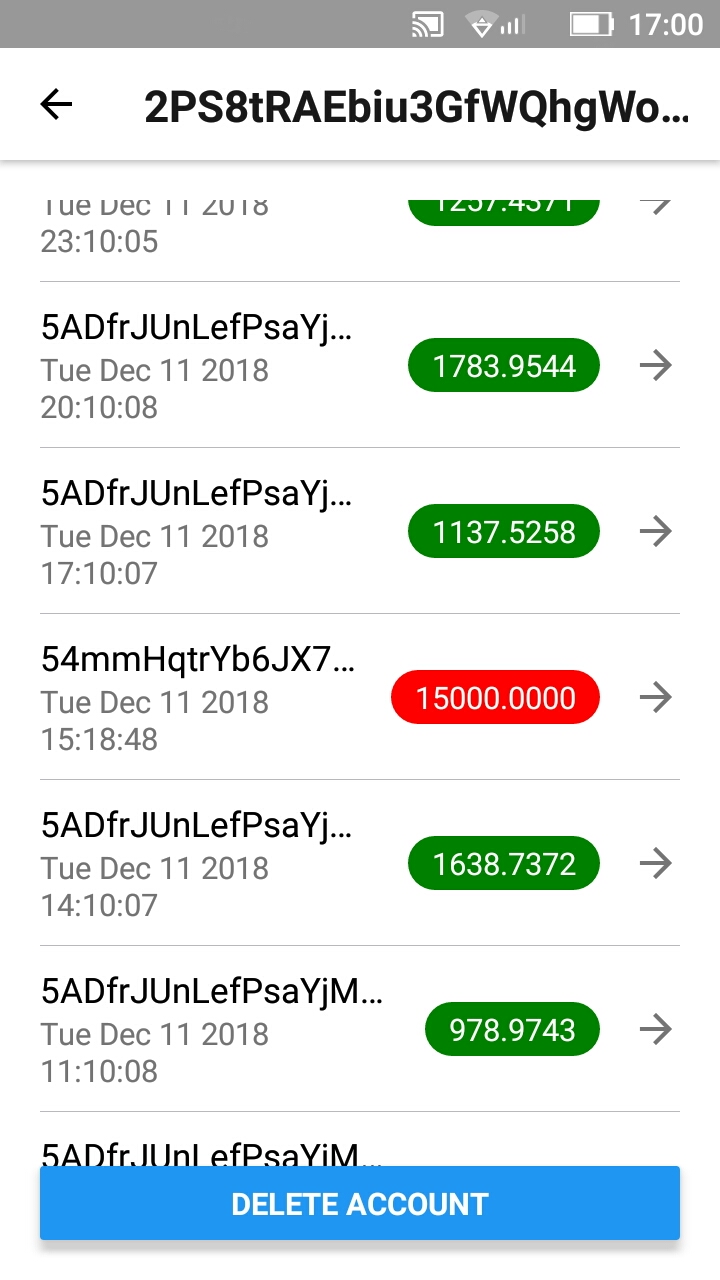 17:00
2PS8tRAEbiu3GfWQhgWo...
Tue Dec 11 2018
1257.4371
23:10:05
5ADfrJUnLefPsaYj...
Tue Dec 11 2018
1783.9544
20:10:08
5ADfrJUnLefPsaYj...
Tue Dec 11 2018
1137.5258
17:10:07
54mmHqtrYb6JX7...
Tue Dec 11 2018
15000.0000
15:18:48
5ADfrJUnLefPsaYj...
Tue Dec 11 2018
1638.7372
14:10:07
5ADfrJUnLefPsaYjM...
Tue Dec 11 2018
978.9743
11:10:08
5ADfrJUnLefPsaYjM...
DELETE ACCOUNT